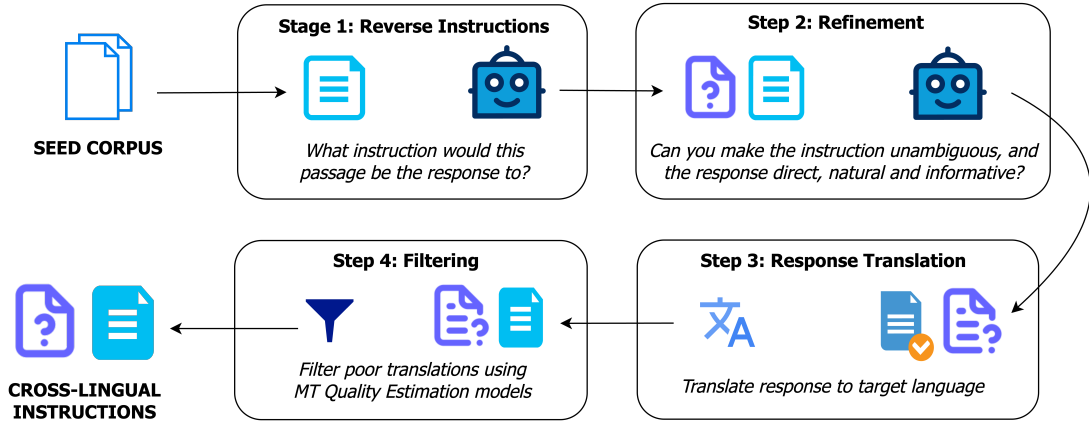 Stage 1: Reverse Instructions
What instruction would this
passage be the response to?
SEED CORPUS
Step 2: Refinement
Can you make the instruction unambiguous, and
the response direct, natural and informative?
Step 3: Response Translation
Translate response to target language
Step 4: Filtering
Filter poor translations using
MT Quality Estimation models
CROSS-LINGUAL
INSTRUCTIONS